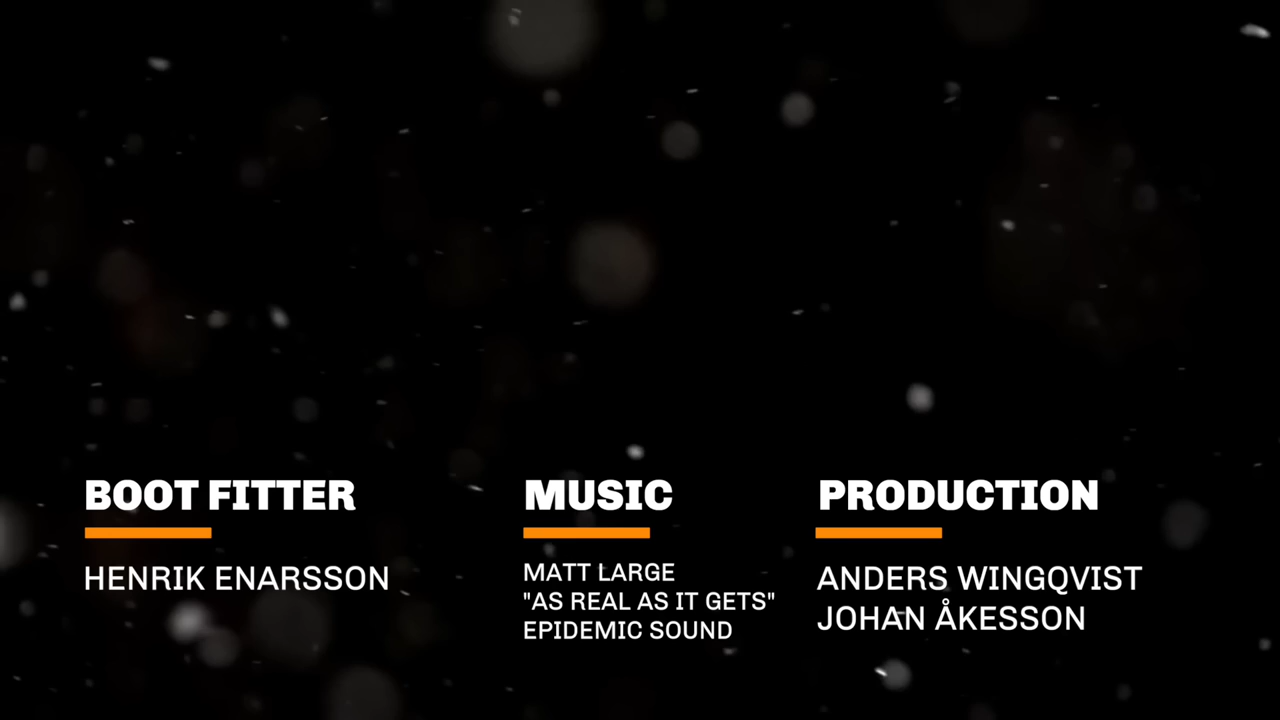 BOOT FITTER
HENRIK ENARSSON
MUSIC
MATT LARGE
"AS REAL AS IT GETS"
EPIDEMIC SOUND
PRODUCTION
ANDERS WINGQVIST
JOHAN ÅKESSON